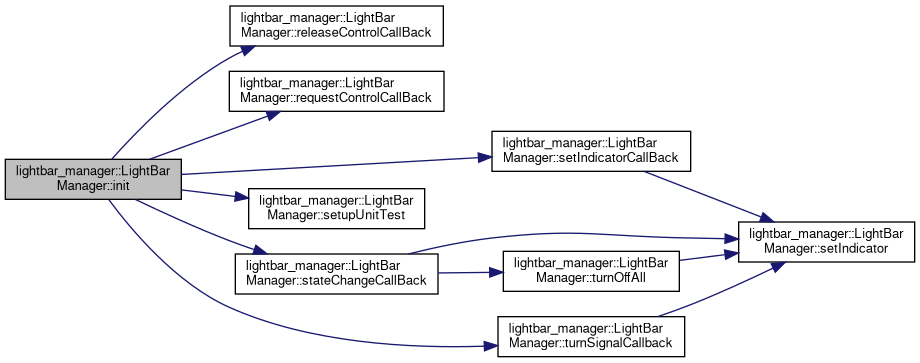 lightbar_manager::LightBar
Manager::init
lightbar_manager::LightBar
Manager::releaseControlCallBack
lightbar_manager::LightBar
Manager::requestControlCallBack
lightbar_manager::LightBar
Manager::setIndicatorCallBack
lightbar_manager::LightBar
Manager::setupUnitTest
lightbar_manager::LightBar
Manager::stateChangeCallBack
lightbar_manager::LightBar
Manager::turnOffAll
lightbar_manager::LightBar
Manager::turnSignalCallback
lightbar_manager::LightBar
Manager::setIndicator